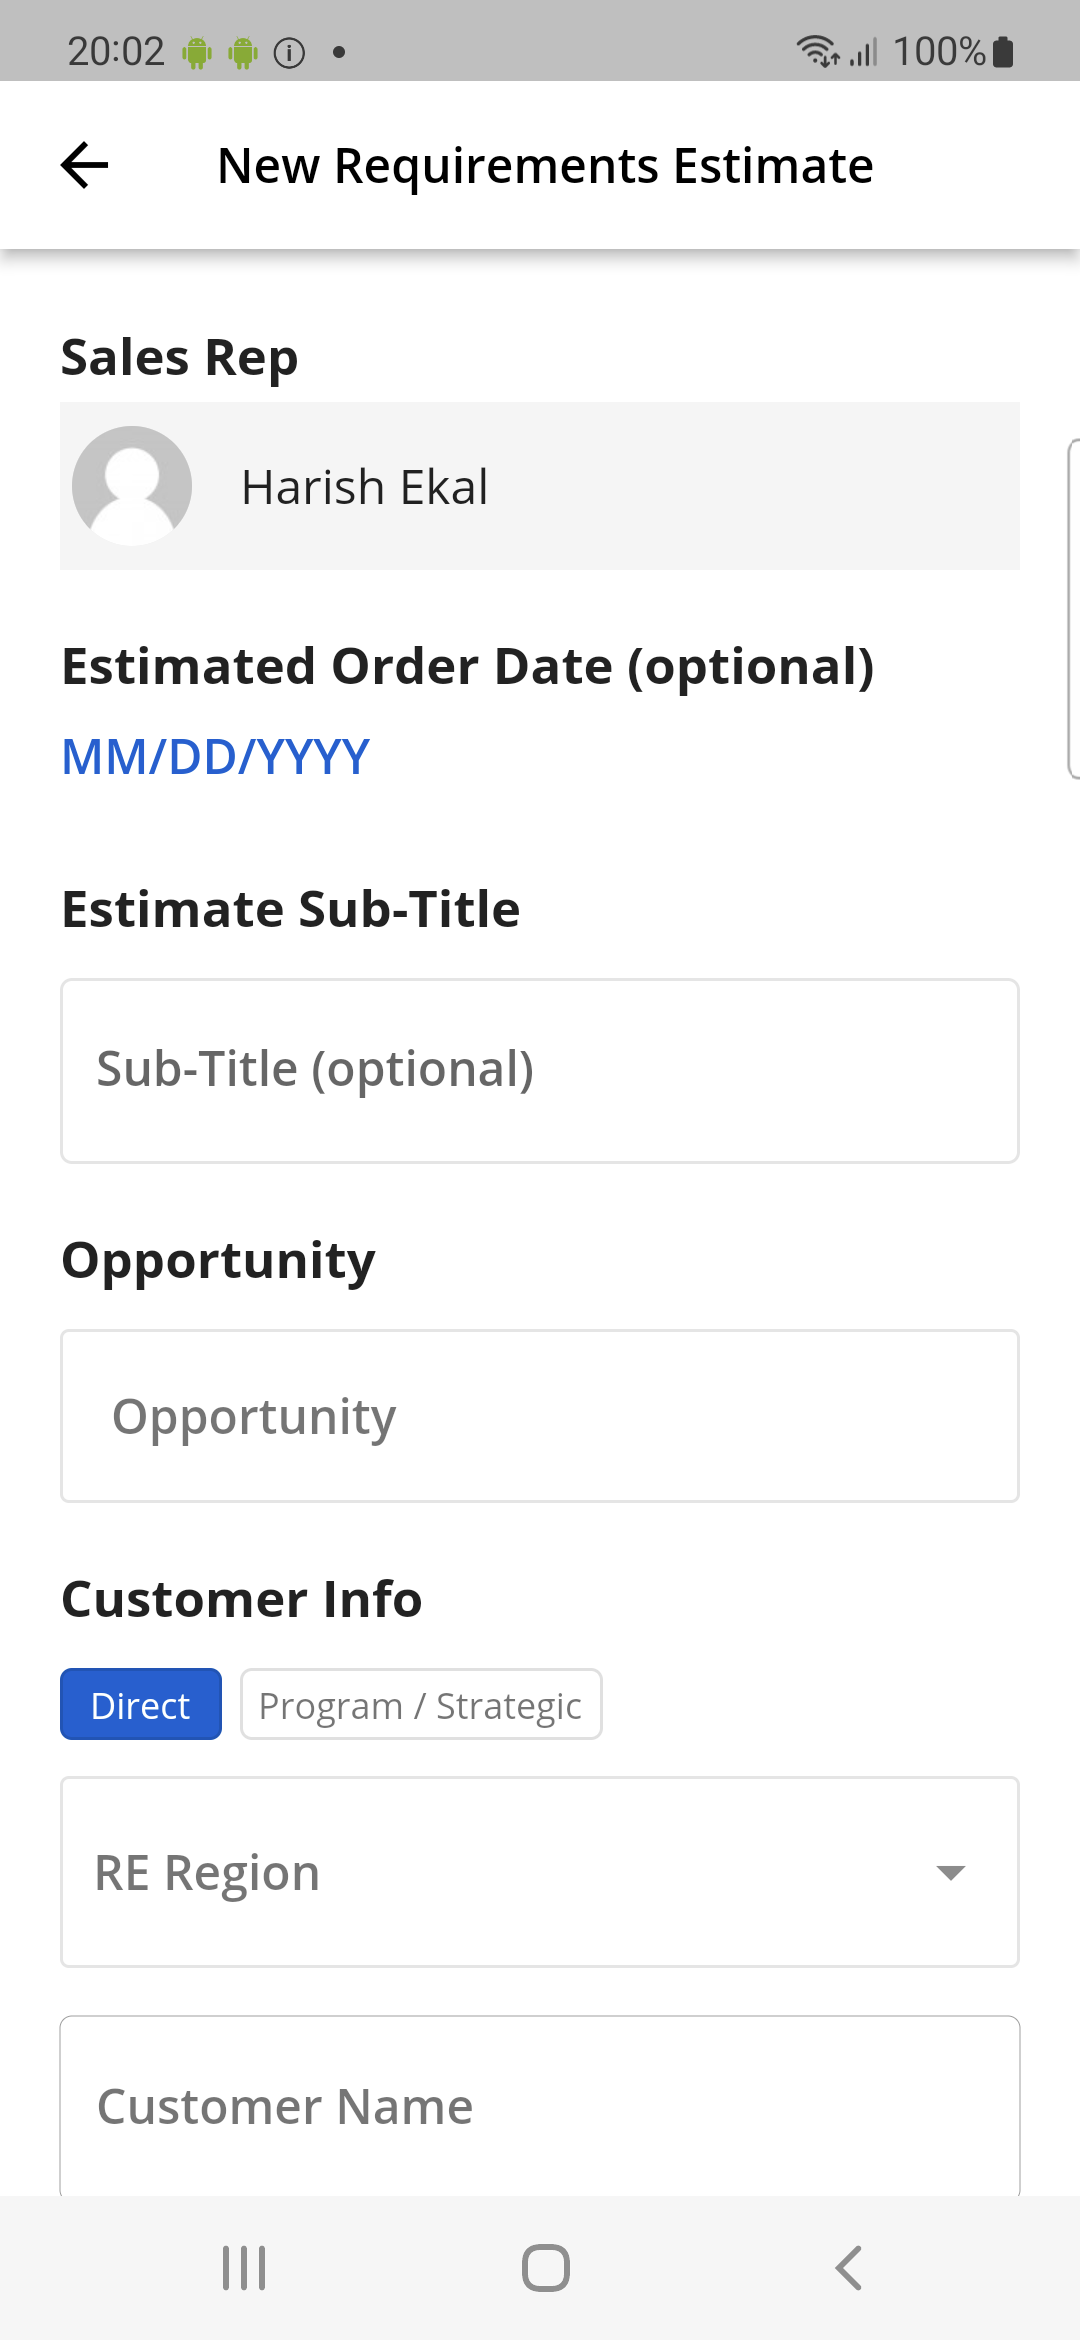 20:02
100%
New Requirements Estimate
Sales Rep
Harish Ekal
Estimated Order Date (optional)
MM/DD/YYYY
Estimate Sub-Title
Sub-Title (optional)
Opportunity
Opportunity
Customer Info
Direct
Program / Strategic
RE Region
Customer Name